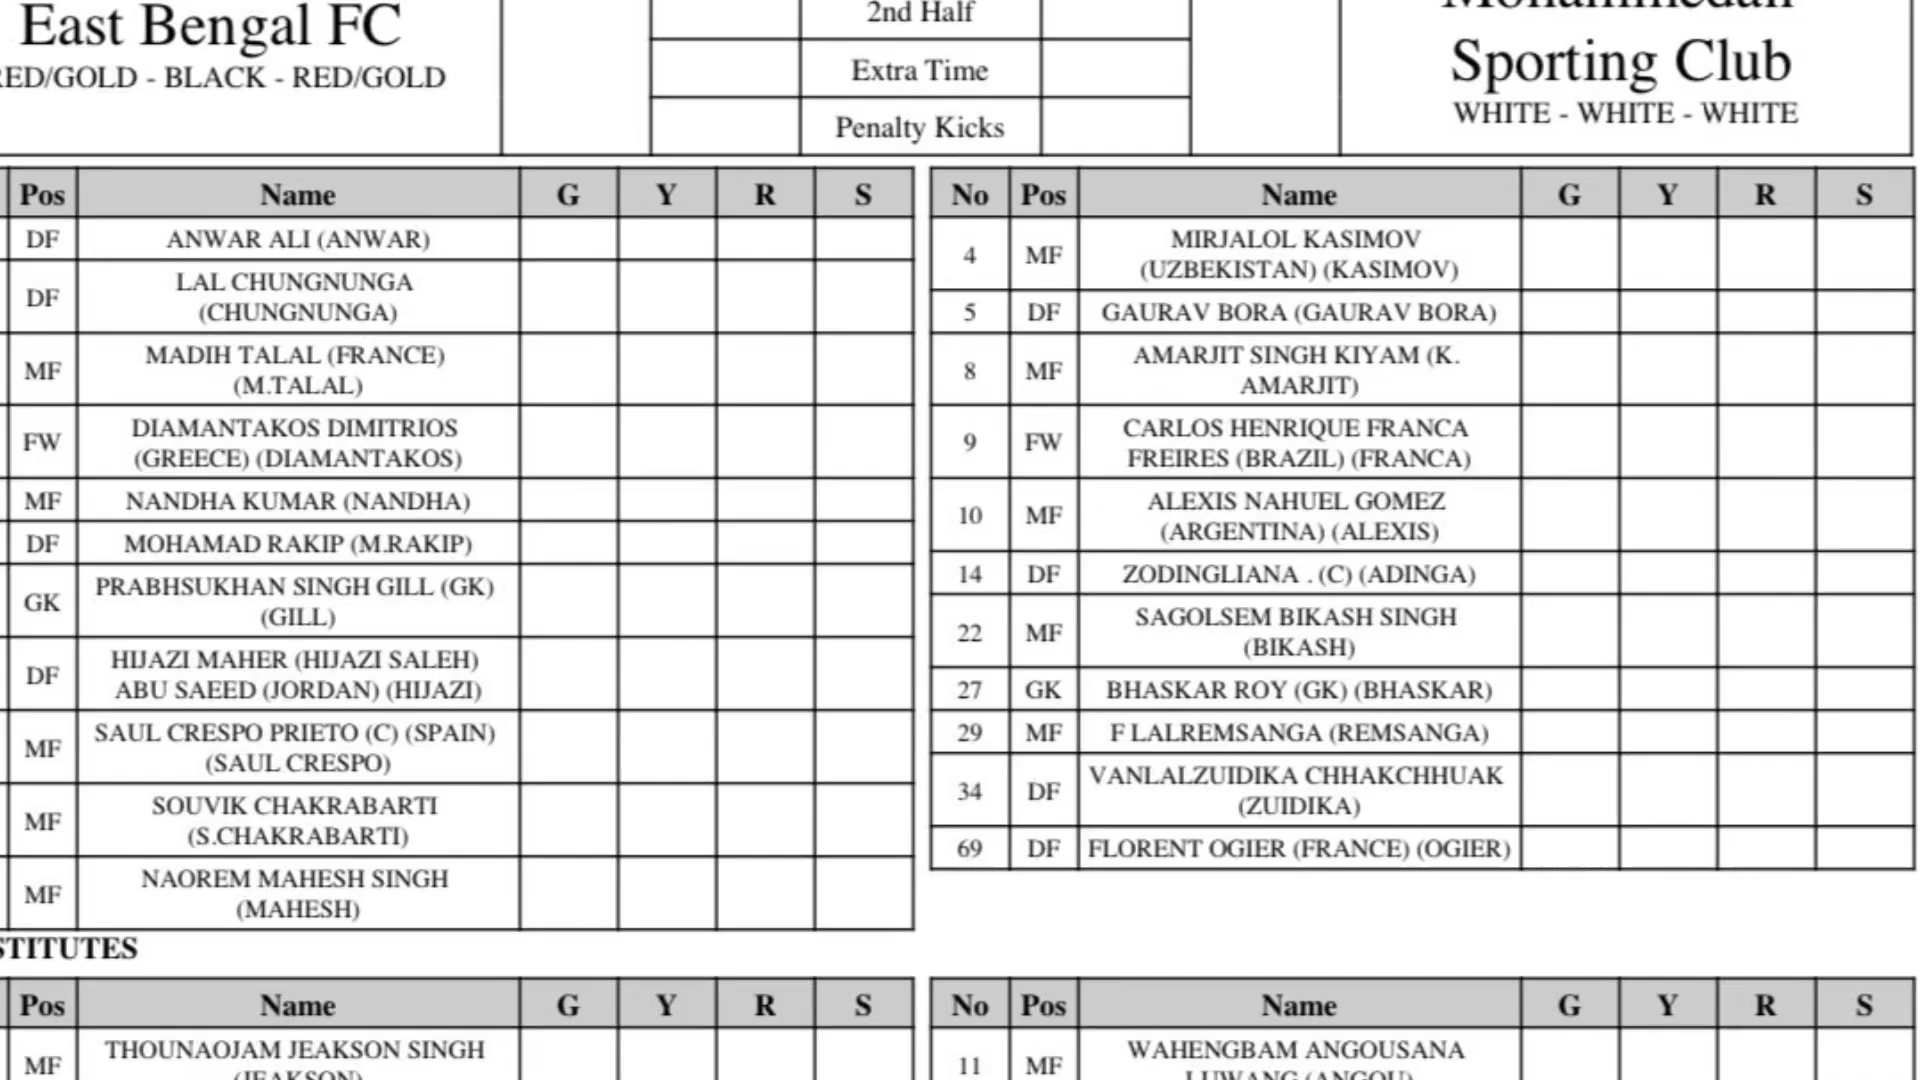 East Bengal FC
RED/GOLD - BLACK - RED/GOLD
2nd Half
Extra Time
Penalty Kicks
Mohammedan
Sporting Club
WHITE - WHITE - WHITE
Pos Name G Y R S
DF ANWAR ALI (ANWAR)
DF LAL CHUNGNUNGA
(CHUNGNUNGA)
MF MADIH TALAL (FRANCE)
(M.TALAL)
FW DIAMANTAKOS DIMITRIOS
(GREECE) (DIAMANTAKOS)
MF NANDHA KUMAR (NANDHA)
DF MOHAMAD RAKIP (M.RAKIP)
GK PRABHSUKHAN SINGH GILL (GK)
(GILL)
DF HIJAZI MAHER (HIJAZI SALEH)
ABU SAEED (JORDAN) (HIJAZI)
MF SAUL CRESPO PRIETO (C) (SPAIN)
(SAUL CRESPO)
MF SOUVIK CHAKRABARTI
(S.CHAKRABARTI)
MF NAOREM MAHESH SINGH
(MAHESH)
No Pos Name G Y R S
4 MF MIRJALOL KASIMOV
(UZBEKISTAN) (KASIMOV)
5 DF GAURAV BORA (GAURAV BORA)
8 MF AMARJIT SINGH KIYAM (K.
AMARJIT)
9 FW CARLOS HENRIQUE FRANCA
FREIRES (BRAZIL) (FRANCA)
10 MF ALEXIS NAHUEL GOMEZ
(ARGENTINA) (ALEXIS)
14 DF ZODINGLIANA . (C) (ADINGA)
22 MF SAGOLSEM BIKASH SINGH
(BIKASH)
27 GK BHASKAR ROY (GK) (BHASKAR)
29 MF F LALREMSANGA (REMSANGA)
34 DF VANLALZUIDIKA CHHAKCHHUAK
(ZUIDIKA)
69 DF FLORENT OGIER (FRANCE) (OGIER)
STITUTES
Pos Name G Y R S
MF THOUNAOJAM JEAKSON SINGH
(JEAKSON)
No Pos Name G Y R S
11 MF WAHENGBAM ANGOUSANA
LUWANG (ANGOU)